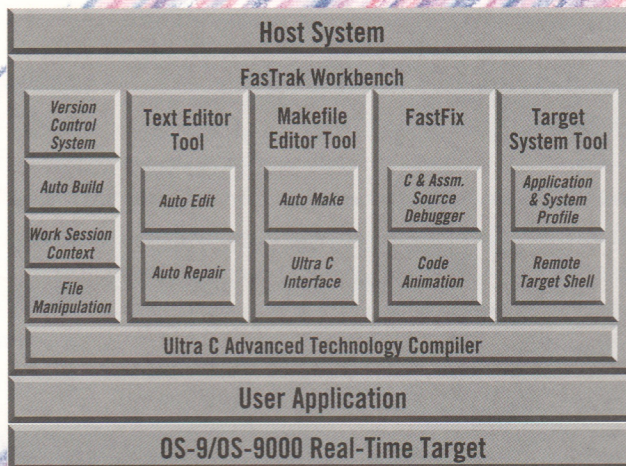 Host System
FasTrak Workbench
Version
Control
System
Auto Build
Work Session
Context
File
Manipulation
Text Editor
Tool
Auto Edit
Auto Repair
Makefile
Editor Tool
Auto Make
Ultra C
Interface
FastFix
C & Assm.
Source
Debugger
Code
Animation
Target
System Tool
Application
& System
Profile
Remote
Target Shell
Ultra C Advanced Technology Compiler
User Application
OS-9/OS-9000 Real-Time Target